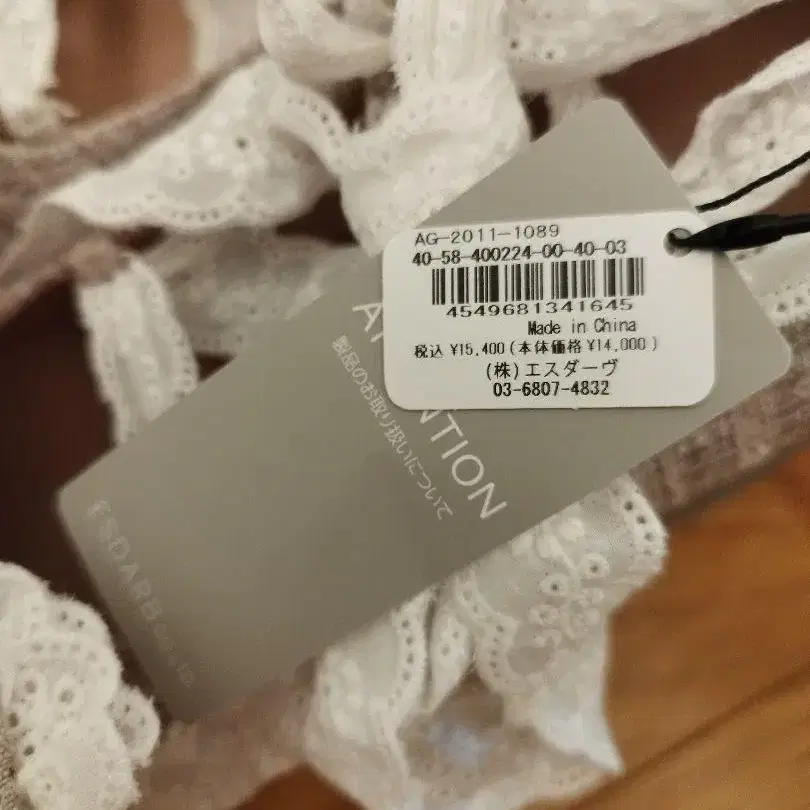 AG-2011-1089
40-58-400224-00-40-03
4549681341645
Made in China
税込 ¥15,400(本体価格¥14,000)
(株)エスダーヴ
03-6807-4832
NTION
製品のお取り扱いについて